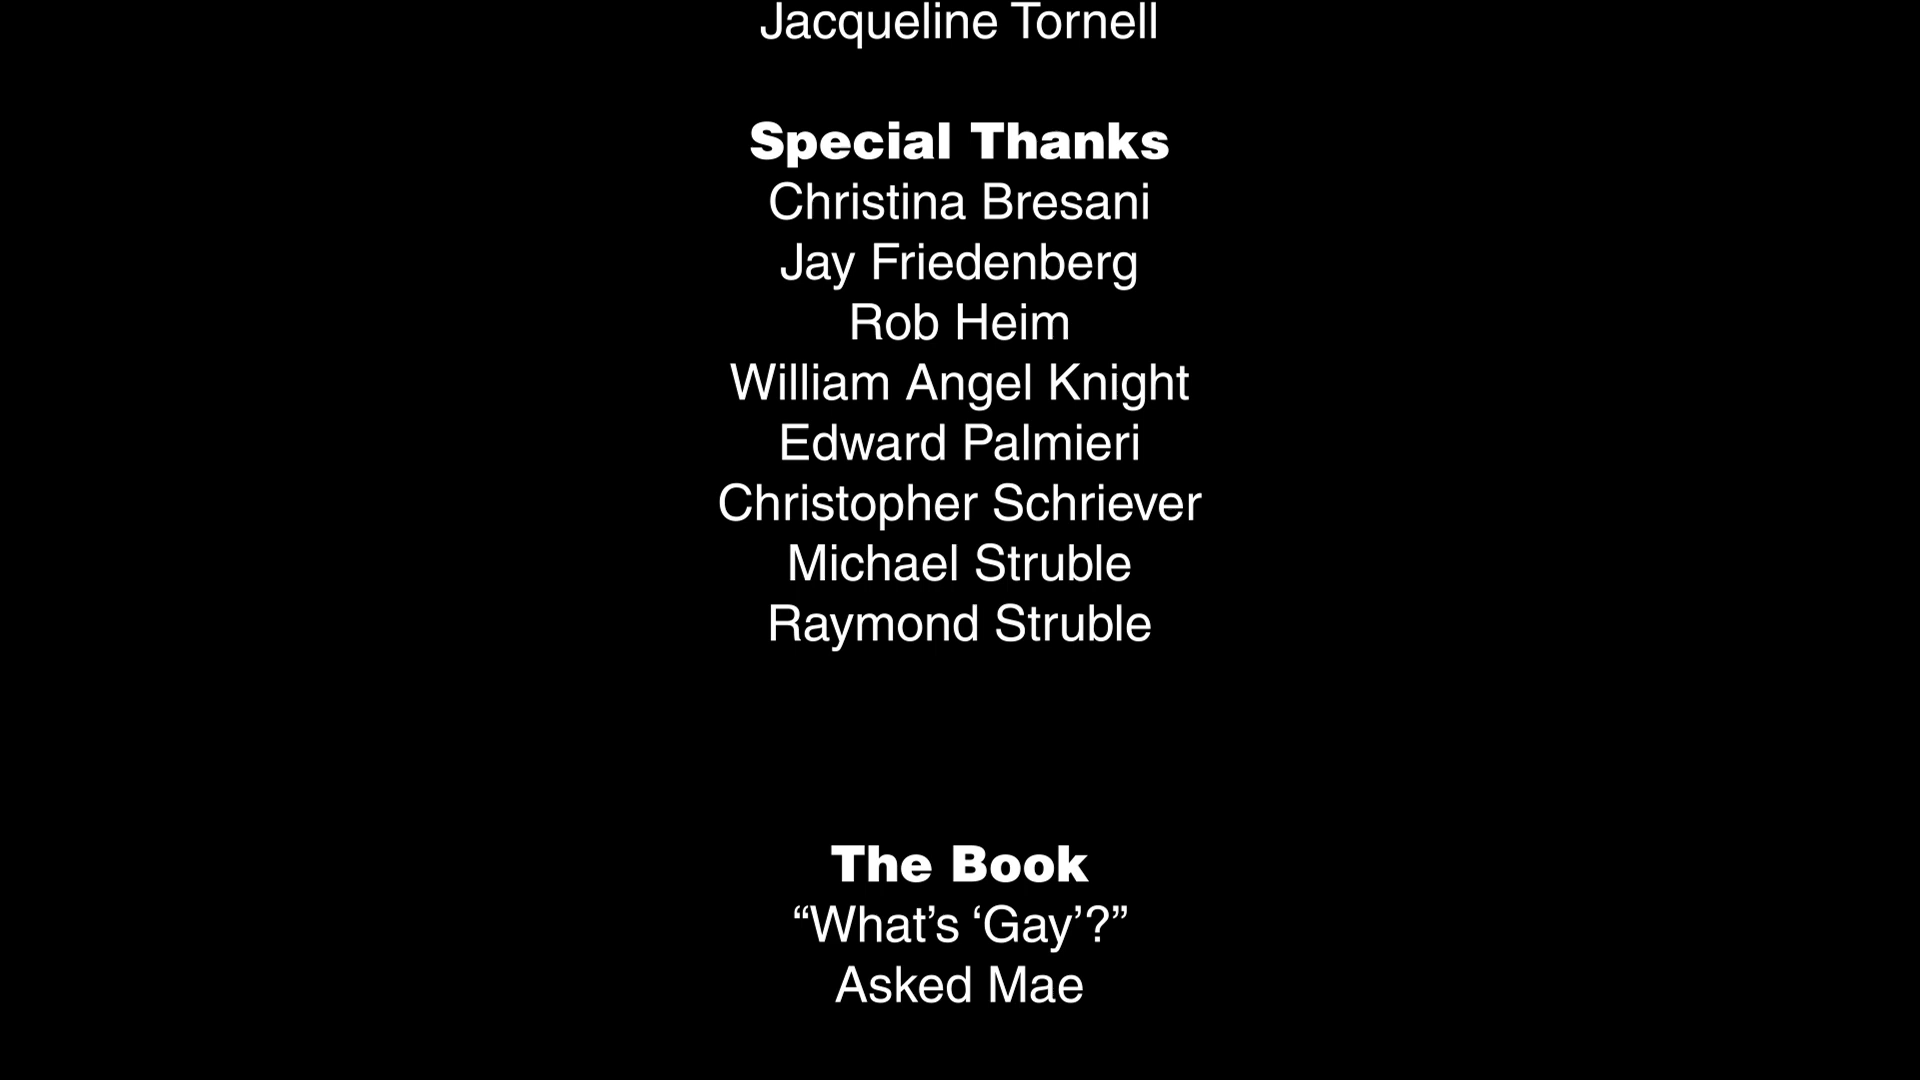 Jacqueline Tornell
Special Thanks
Christina Bresani
Jay Friedenberg
Rob Heim
William Angel Knight
Edward Palmieri
Christopher Schriever
Michael Struble
Raymond Struble
The Book
“What’s ‘Gay’?”
Asked Mae